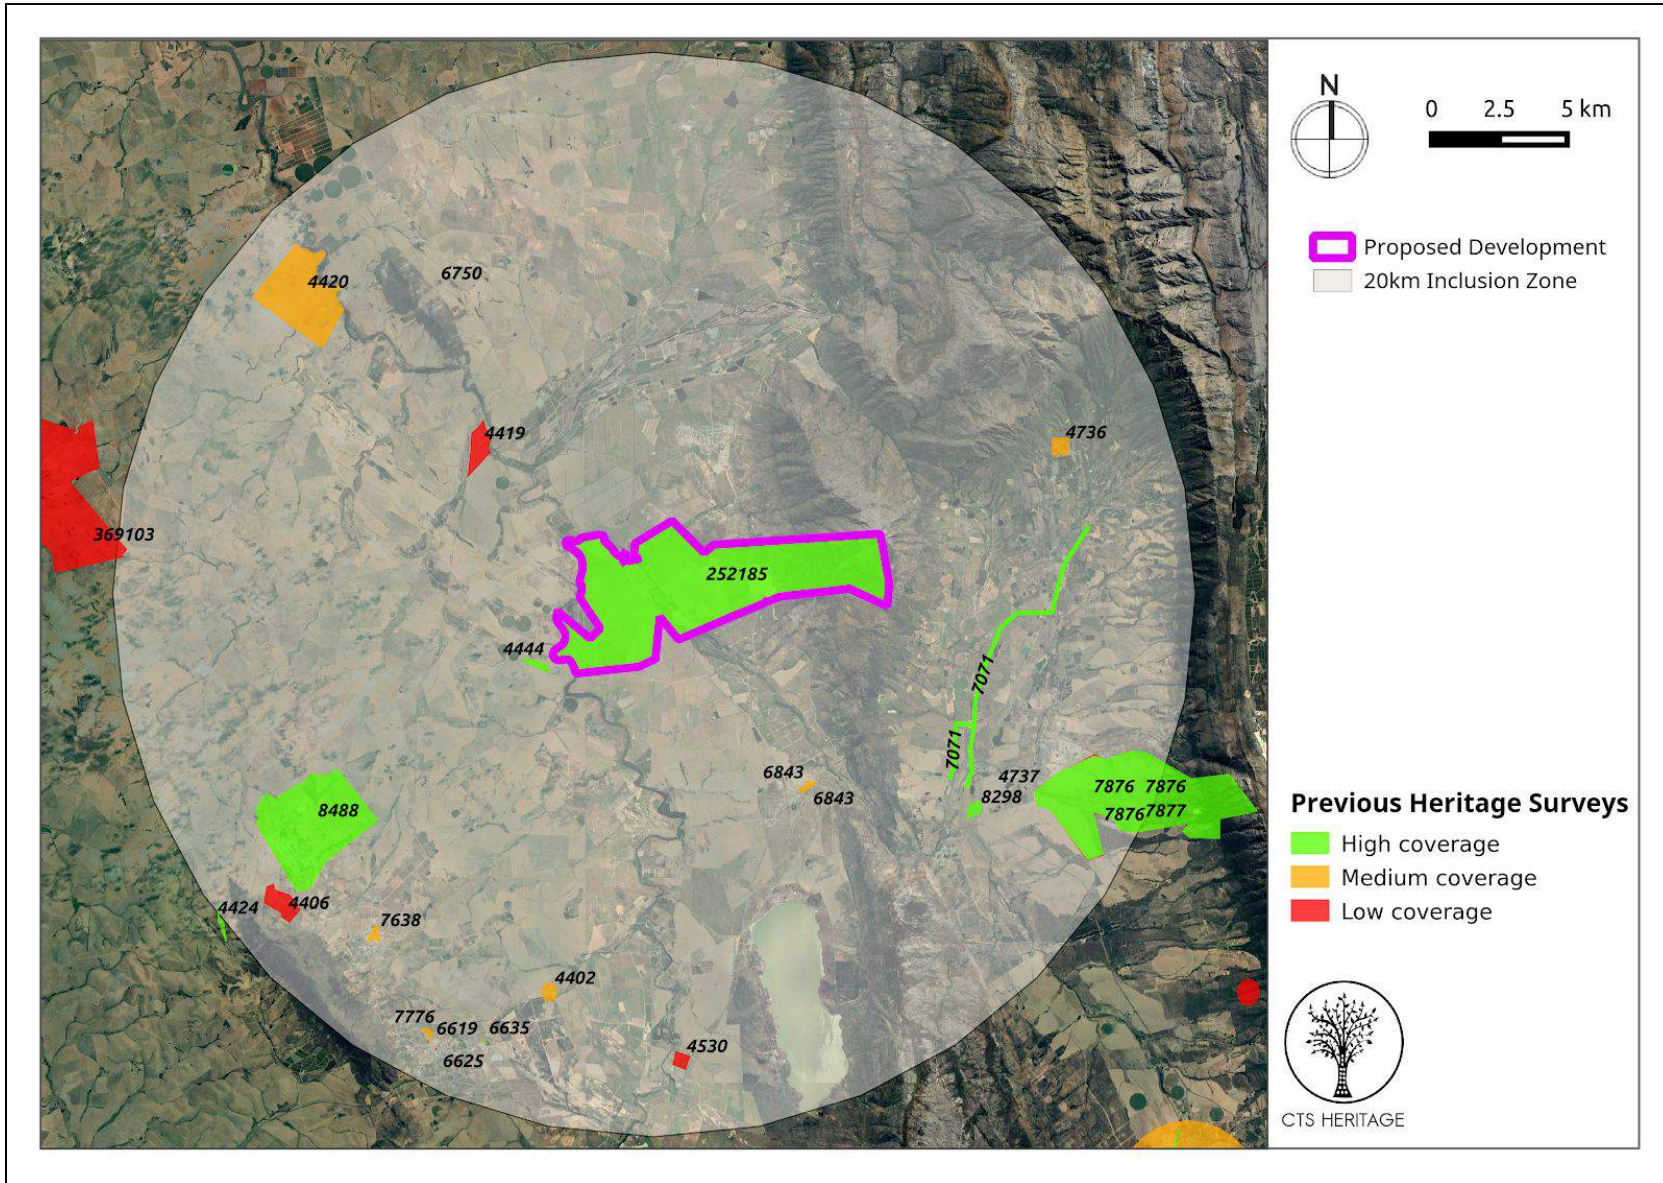 N
0 2.5 5 km
Proposed Development
20km Inclusion Zone
4420
6750
4419
4736
369103
252185
4444
7071
7071
6843
6843
4737
8298
7876 7876
7876 7877
8488
4424
4406
7638
4402
7776
6619
6635
6625
4530
Previous Heritage Surveys
High coverage
Medium coverage
Low coverage
CTS HERITAGE